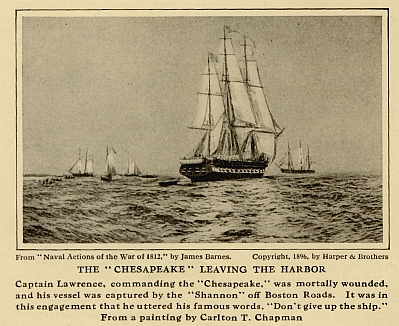 From "Naval Actions of the War of 1812," by James Barnes. Copyright, 1896, by Harper & Brothers
THE "CHESAPEAKE" LEAVING THE HARBOR
Captain Lawrence, commanding the "Chesapeake," was mortally wounded,
and his vessel was captured by the "Shannon" off Boston Roads. It was in
this engagement that he uttered his famous words, "Don't give up the ship."
From a painting by Carlton T. Chapman